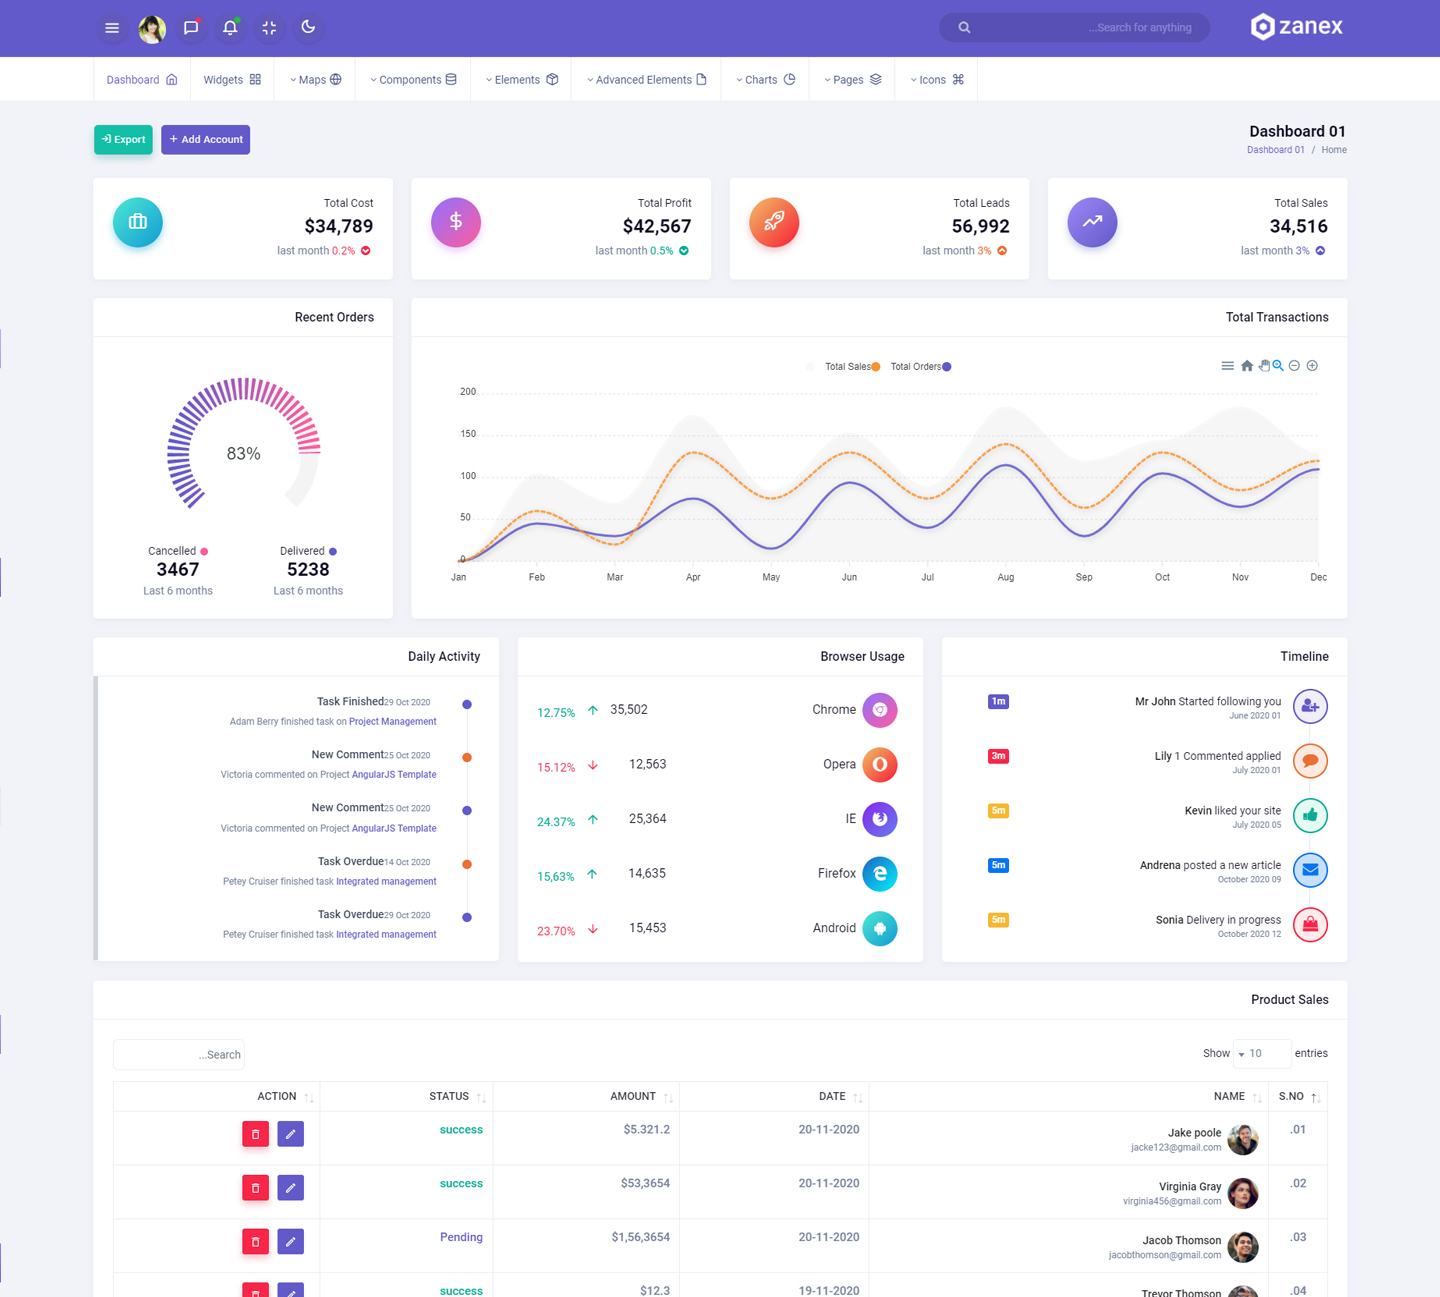 ...Search for anything
zanex
Dashboard
Widgets
Maps
Components
Elements
Advanced Elements
Charts
Pages
Icons
Export
+ Add Account
Dashboard 01
Dashboard 01 / Home
Total Cost
$34,789
last month 0.2%
Total Profit
$42,567
last month 0.5%
Total Leads
56,992
last month 3%
Total Sales
34,516
last month 3%
Recent Orders
83%
Cancelled
3467
Last 6 months
Delivered
5238
Last 6 months
Total Transactions
Total Sales
Total Orders
200
150
100
50
0
Jan Feb Mar Apr May Jun Jul Aug Sep Oct Nov Dec
Daily Activity
Task Finished29 Oct 2020
Adam Berry finished task on Project Management
New Comment25 Oct 2020
Victoria commented on Project AngularJS Template
New Comment25 Oct 2020
Victoria commented on Project AngularJS Template
Task Overdue14 Oct 2020
Petey Cruiser finished task Integrated management
Task Overdue29 Oct 2020
Petey Cruiser finished task Integrated management
Browser Usage
12.75% 35,502 Chrome
15.12% 12,563 Opera
24.37% 25,364 IE
15,63% 14,635 Firefox
23.70% 15,453 Android
Timeline
1m
Mr John Started following you
June 2020 01
3m
Lily 1 Commented applied
July 2020 01
5m
Kevin liked your site
July 2020 05
5m
Andrena posted a new article
October 2020 09
5m
Sonia Delivery in progress
October 2020 12
Product Sales
...Search
Show 10 entries
ACTION STATUS AMOUNT DATE NAME S.NO
success $5.321.2 20-11-2020 Jake poole .01
jacke123@gmail.com
success $53,3654 20-11-2020 Virginia Gray .02
virginia456@gmail.com
Pending $1,56,3654 20-11-2020 Jacob Thomson .03
jacobthomson@gmail.com
success $12.3 19-11-2020 Trevor Thomson .04